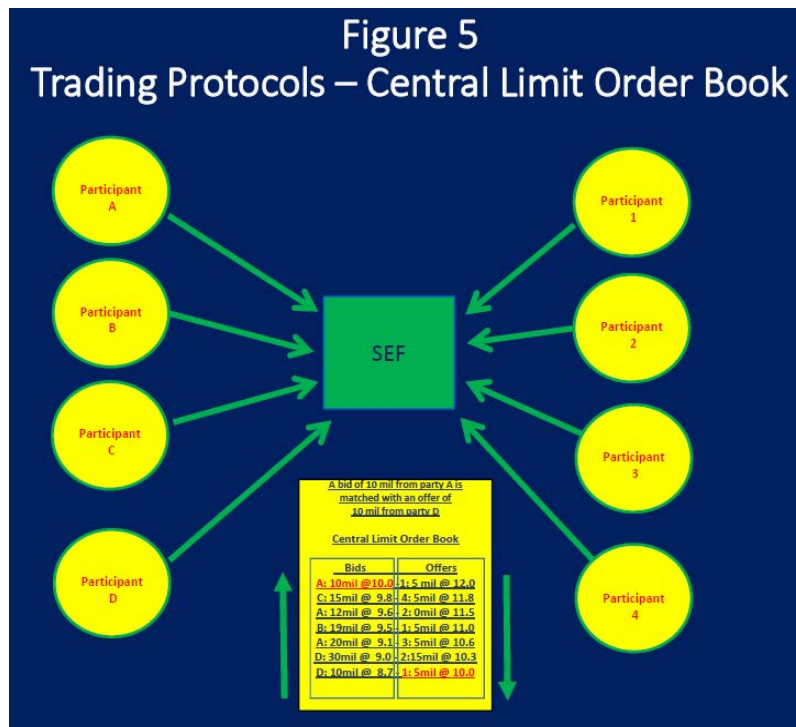 Figure 5
Trading Protocols – Central Limit Order Book
Participant
A
Participant
B
Participant
C
Participant
D
SEF
Participant
1
Participant
2
Participant
3
Participant
4
A bid of 10 mil from party A is
matched with an offer of
10 mil from party D
Central Limit Order Book
Bids Offers
A: 10mil @10.0 -1: 5 mil @ 12.0
C: 15mil @ 9.8 - 4: 5mil @ 11.8
A: 12mil @ 9.6 - 2: 0mil @ 11.5
B: 19mil @ 9.5 - 1: 5mil @ 11.0
A: 20mil @ 9.1 - 3: 5mil @ 10.6
D: 30mil @ 9.0 - 2:15mil @ 10.3
D: 10mil @ 8.7 - 1: 5mil @ 10.0